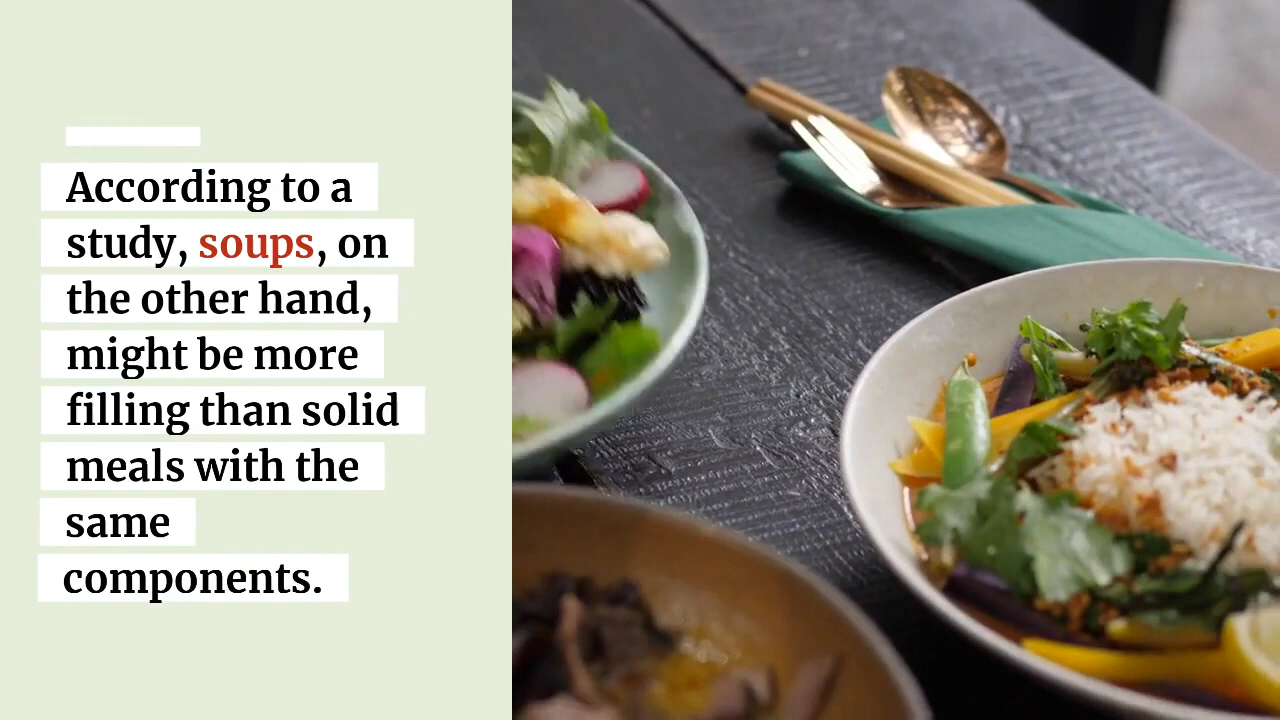 According to a
study, soups, on
the other hand,
might be more
filling than solid
meals with the
same
components.